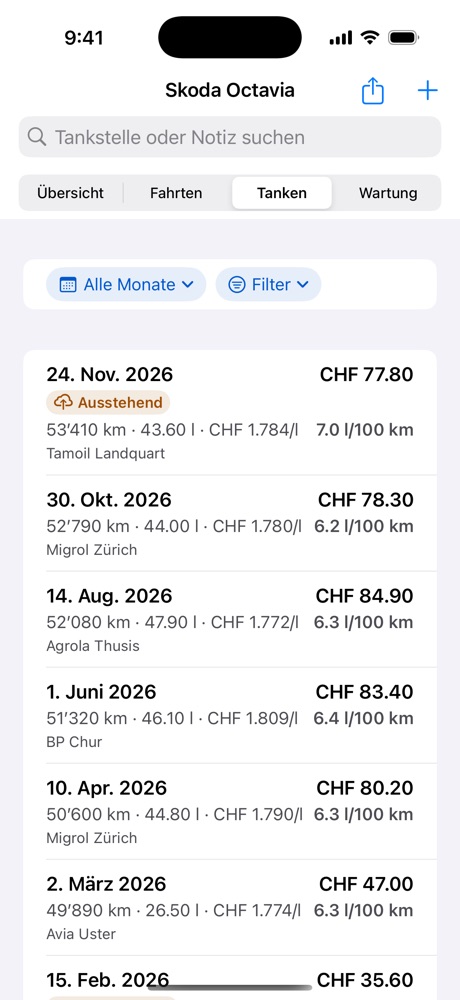 9:41
Skoda Octavia
Tankstelle oder Notiz suchen
Übersicht Fahrten Tanken Wartung
Alle Monate Filter
24. Nov. 2026 CHF 77.80
Ausstehend
53’410 km · 43.60 l · CHF 1.784/l 7.0 l/100 km
Tamoil Landquart
30. Okt. 2026 CHF 78.30
52’790 km · 44.00 l · CHF 1.780/l 6.2 l/100 km
Migrol Zürich
14. Aug. 2026 CHF 84.90
52’080 km · 47.90 l · CHF 1.772/l 6.3 l/100 km
Agrola Thusis
1. Juni 2026 CHF 83.40
51’320 km · 46.10 l · CHF 1.809/l 6.4 l/100 km
BP Chur
10. Apr. 2026 CHF 80.20
50’600 km · 44.80 l · CHF 1.790/l 6.3 l/100 km
Migrol Zürich
2. März 2026 CHF 47.00
49’890 km · 26.50 l · CHF 1.774/l 6.3 l/100 km
Avia Uster
15. Feb. 2026 CHF 35.60